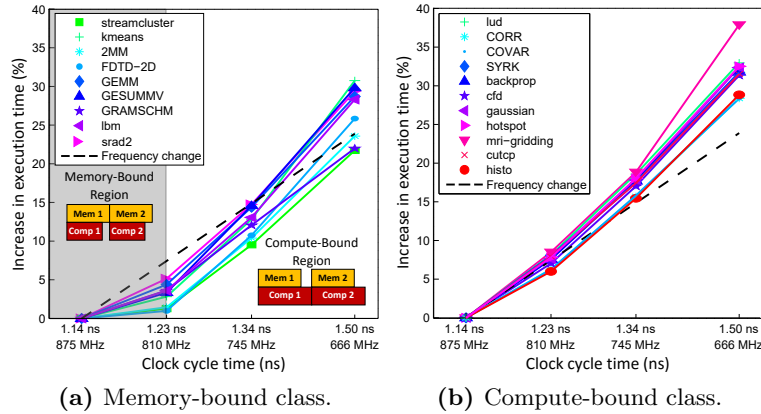 Increase in execution time (%)
40
35
30
25
20
15
10
5
0
streamcluster
kmeans
2MM
FDTD−2D
GEMM
GESUMMV
GRAMSCHM
lbm
srad2
Frequency change
Memory-Bound
Region
Mem 1 Mem 2
Comp 1 Comp 2
Compute-Bound
Region
Mem 1 Mem 2
Comp 1 Comp 2
1.14 ns 1.23 ns 1.34 ns 1.50 ns
875 MHz 810 MHz 745 MHz 666 MHz
Clock cycle time (ns)
(a) Memory-bound class.
Increase in execution time (%)
40
35
30
25
20
15
10
5
0
lud
CORR
COVAR
SYRK
backprop
cfd
gaussian
hotspot
mri-gridding
cutcp
histo
Frequency change
1.14 ns 1.23 ns 1.34 ns 1.50 ns
875 MHz 810 MHz 745 MHz 666 MHz
Clock cycle time (ns)
(b) Compute-bound class.